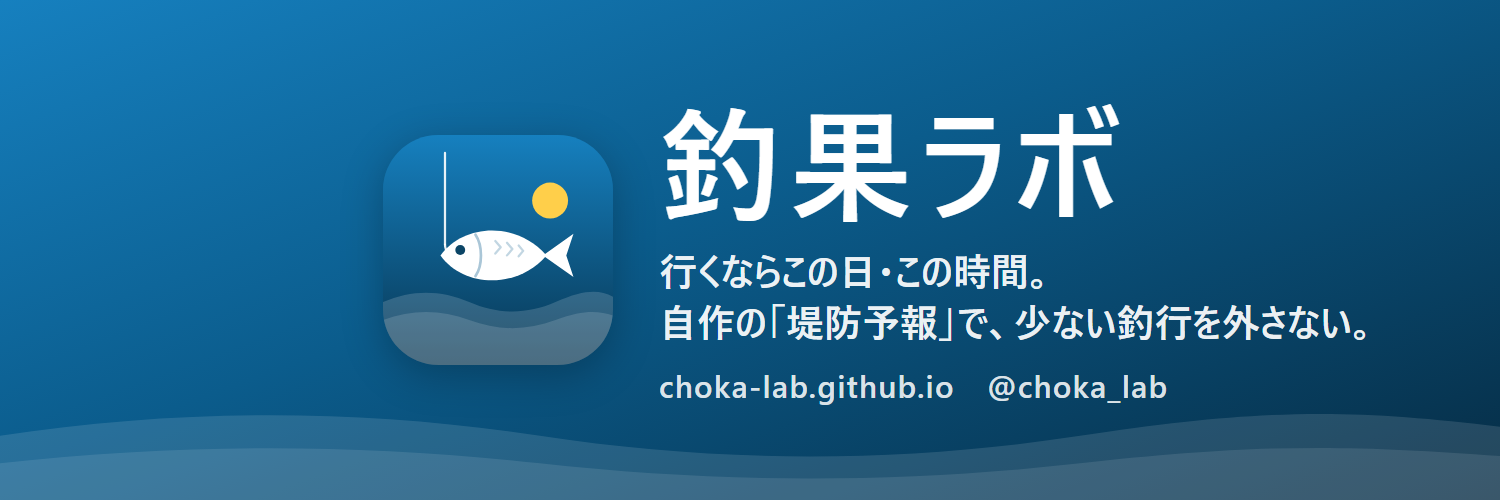 釣果ラボ
行くならこの日・この時間。
自作の「堤防予報」で、少ない釣行を外さない。
choka-lab.github.io @choka_lab